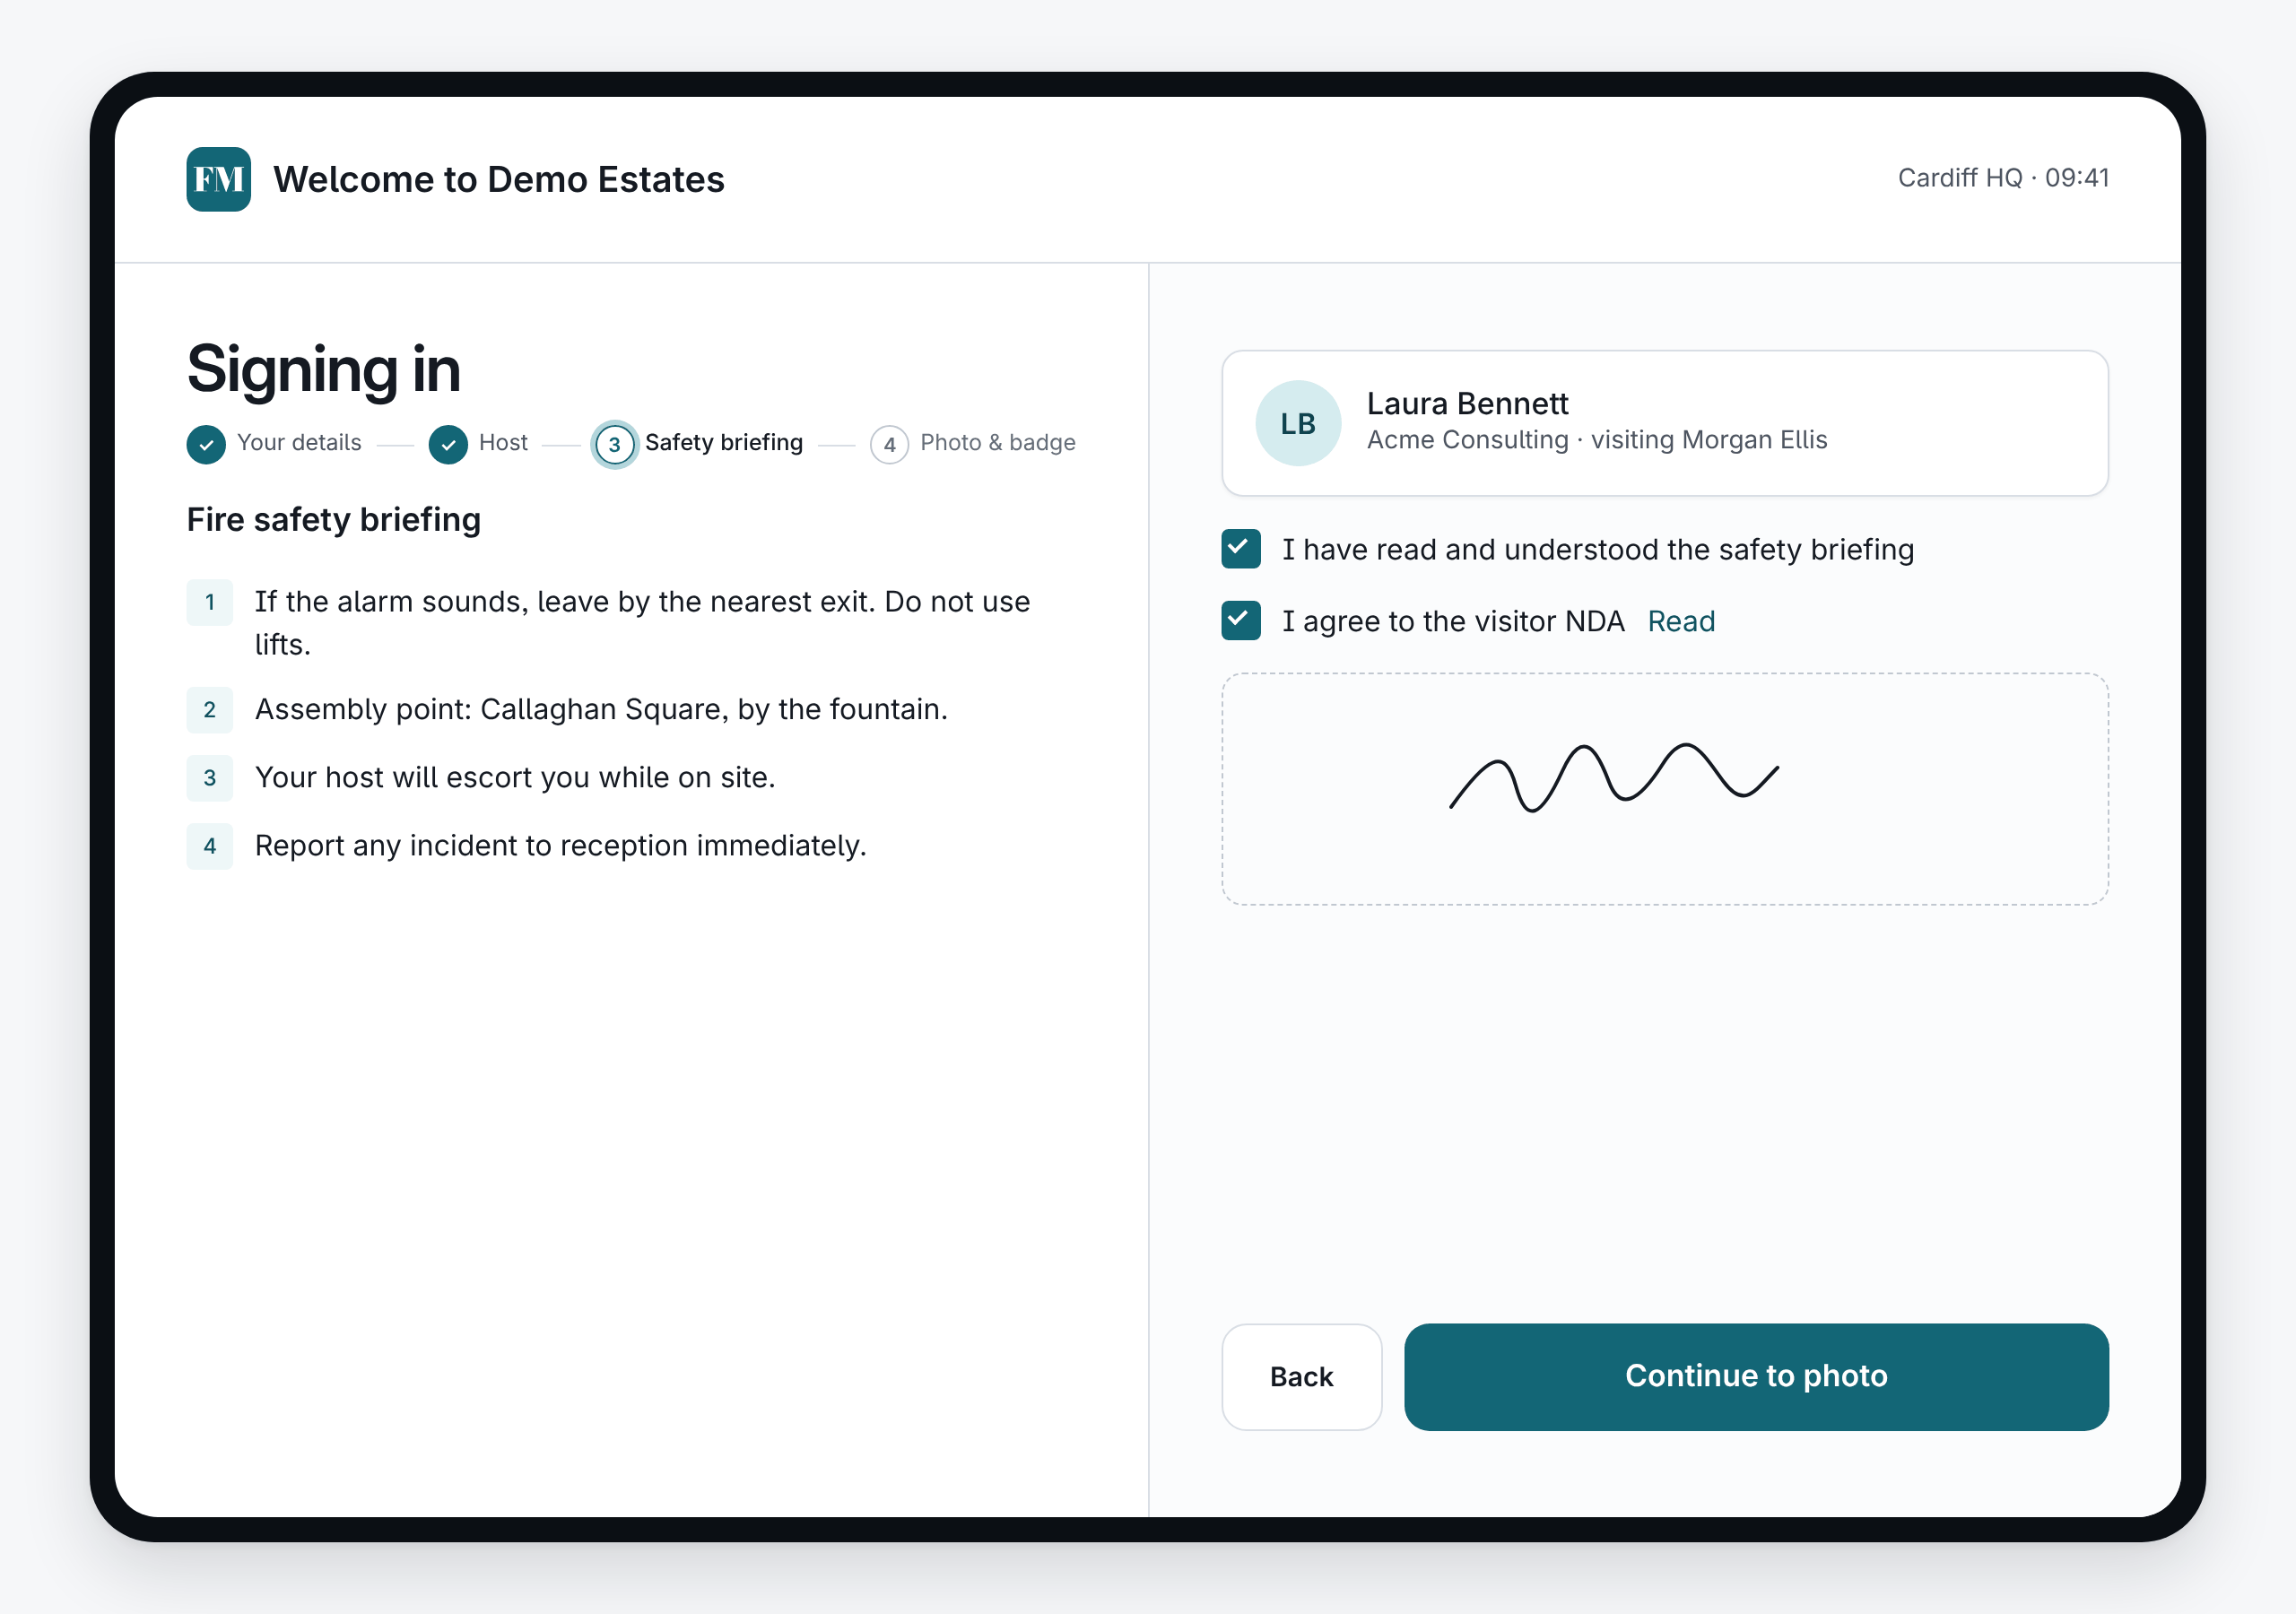 FM
Welcome to Demo Estates
Cardiff HQ · 09:41
Signing in
Your details
Host
3 Safety briefing
4 Photo & badge
Fire safety briefing
1 If the alarm sounds, leave by the nearest exit. Do not use
lifts.
2 Assembly point: Callaghan Square, by the fountain.
3 Your host will escort you while on site.
4 Report any incident to reception immediately.
LB
Laura Bennett
Acme Consulting · visiting Morgan Ellis
I have read and understood the safety briefing
I agree to the visitor NDA Read
Back
Continue to photo